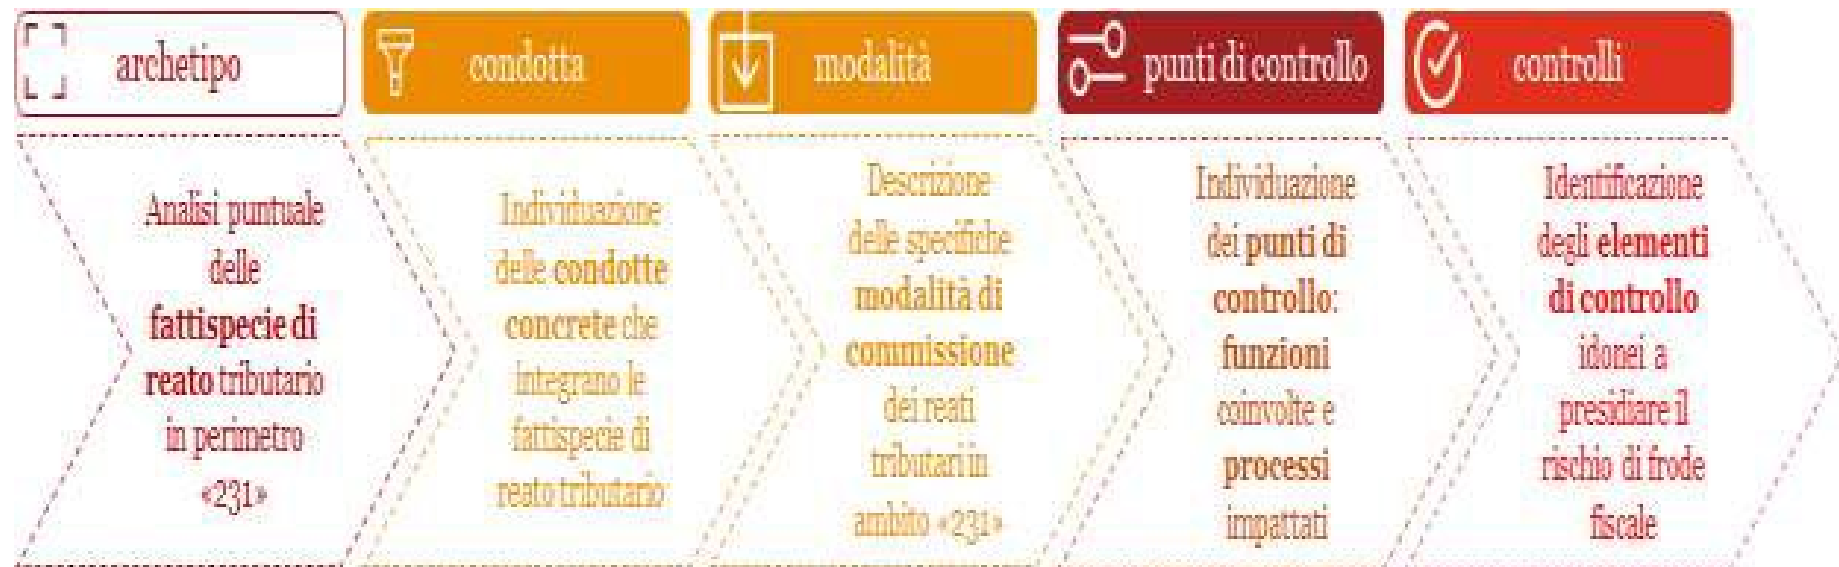 archetipo
condotta
modalità
punti di controllo
controlli
Analisi puntuale
delle
fattispecie di
reato tributario
in perimetro
«231»
Individuazione
delle condotte
concrete che
integrano le
fattispecie di
reato tributario
Descrizione
delle specifiche
modalità di
commissione
dei reati
tributari in
ambito «231»
Individuazione
dei punti di
controllo:
funzioni
coinvolte e
processi
impattati
Identificazione
degli elementi
di controllo
idonei a
presidiare il
rischio di frode
fiscale